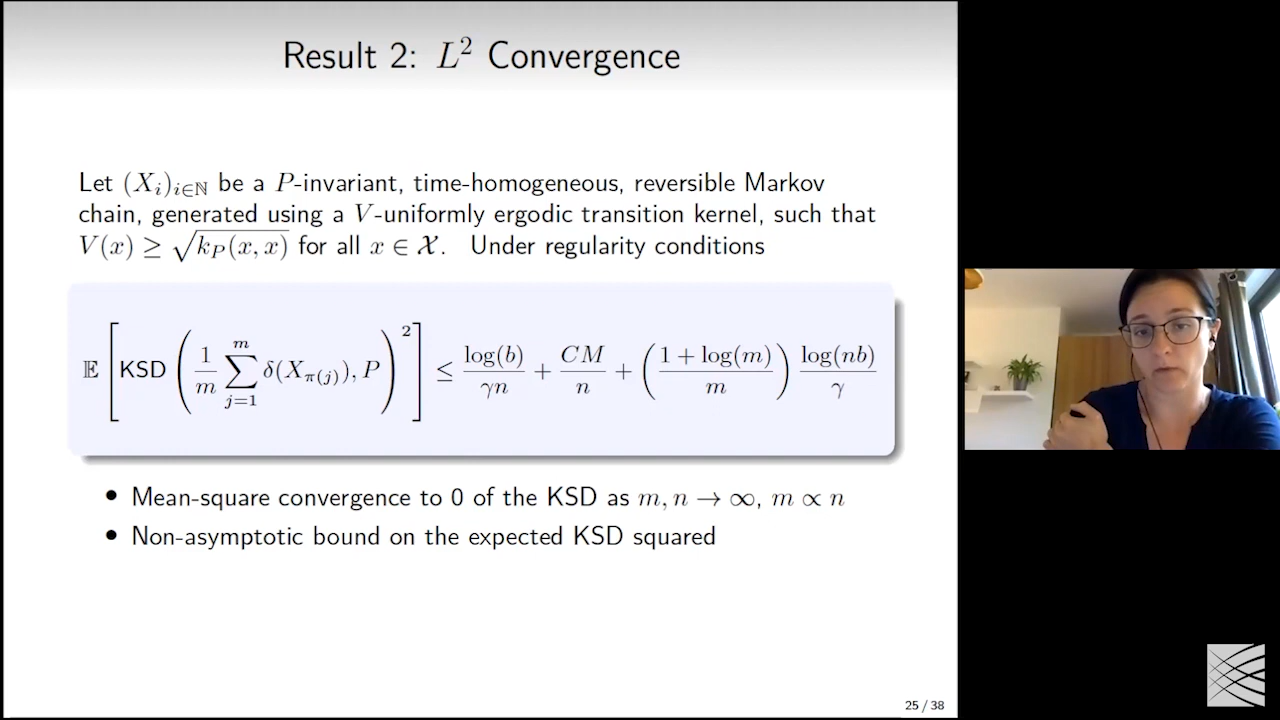 Result 2: L² Convergence
Let (X_i)_{i∈ℕ} be a P-invariant, time-homogeneous, reversible Markov
chain, generated using a V-uniformly ergodic transition kernel, such that
V(x) ≥ √(k_P(x, x)) for all x ∈ 𝒳. Under regularity conditions
𝔼[KSD(1/m ∑_{j=1}^{m} δ(X_{π(j)}), P)²] ≤ log(b)/γn + CM/n + ((1 + log(m))/m) log(nb)/γ
• Mean-square convergence to 0 of the KSD as m, n → ∞, m ∝ n
• Non-asymptotic bound on the expected KSD squared
25 / 38